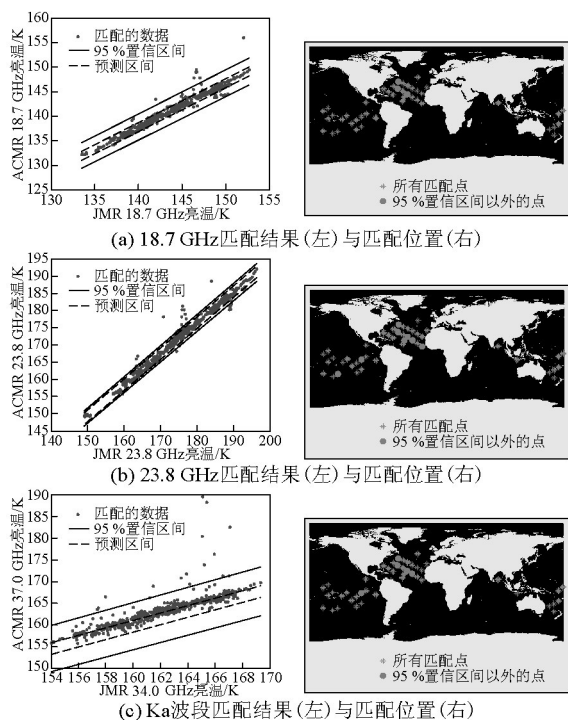 匹配的数据
95 %置信区间
预测区间
160
155
150
145
140
135
130
125
130 135 140 145 150 155
ACMR 18.7 GHz亮温/K
JMR 18.7 GHz亮温/K
所有匹配点
95 %置信区间以外的点
(a) 18.7 GHz匹配结果(左)与匹配位置(右)
匹配的数据
95 %置信区间
预测区间
195
190
185
180
175
170
165
160
155
150
145
140 150 160 170 180 190 200
ACMR 23.8 GHz亮温/K
JMR 23.8 GHz亮温/K
所有匹配点
95 %置信区间以外的点
(b) 23.8 GHz匹配结果(左)与匹配位置(右)
匹配的数据
95 %置信区间
预测区间
190
185
180
175
170
165
160
155
150
154 156 158 160 162 164 166 168 170
ACMR 37.0 GHz亮温/K
JMR 34.0 GHz亮温/K
所有匹配点
95 %置信区间以外的点
(c) Ka波段匹配结果(左)与匹配位置(右)